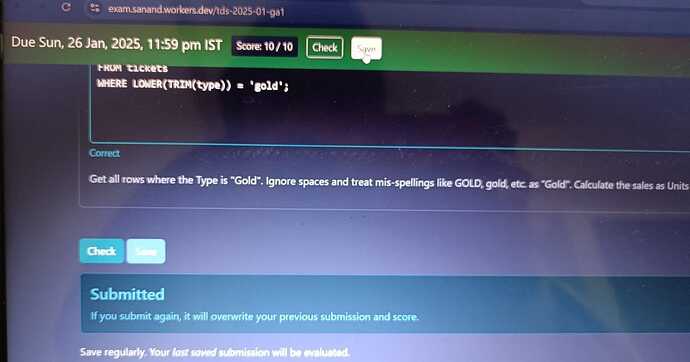 exam.sanand.workers.dev/tds-2025-01-ga1
Due Sun, 26 Jan, 2025, 11:59 pm IST Score: 10 / 10 Check Save
FROM tickets
WHERE LOWER(TRIM(type)) = 'gold';
Correct
Get all rows where the Type is "Gold". Ignore spaces and treat mis-spellings like GOLD, gold, etc. as "Gold". Calculate the sales as Units
Check Save
Submitted
If you submit again, it will overwrite your previous submission and score.
Save regularly. Your last saved submission will be evaluated.